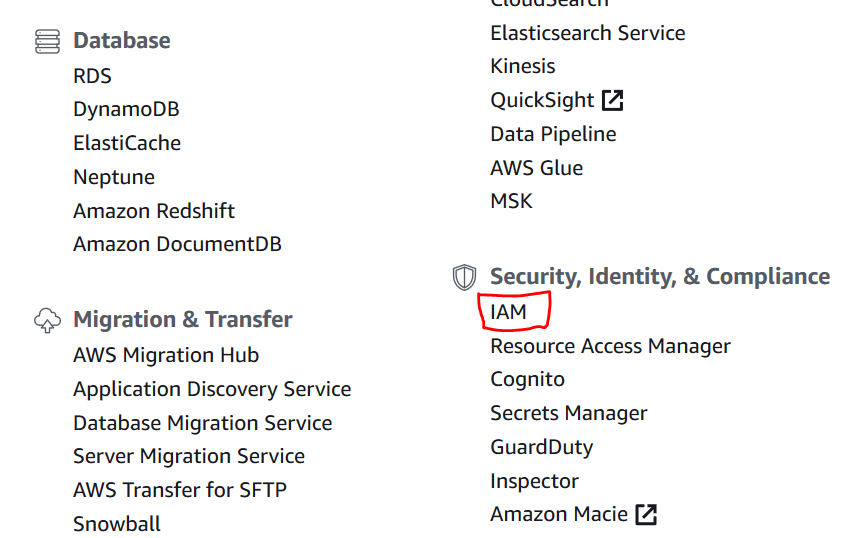 Database
RDS
DynamoDB
ElastiCache
Neptune
Amazon Redshift
Amazon DocumentDB
Migration & Transfer
AWS Migration Hub
Application Discovery Service
Database Migration Service
Server Migration Service
AWS Transfer for SFTP
Snowball
CloudSearch
Elasticsearch Service
Kinesis
QuickSight
Data Pipeline
AWS Glue
MSK
Security, Identity, & Compliance
IAM
Resource Access Manager
Cognito
Secrets Manager
GuardDuty
Inspector
Amazon Macie